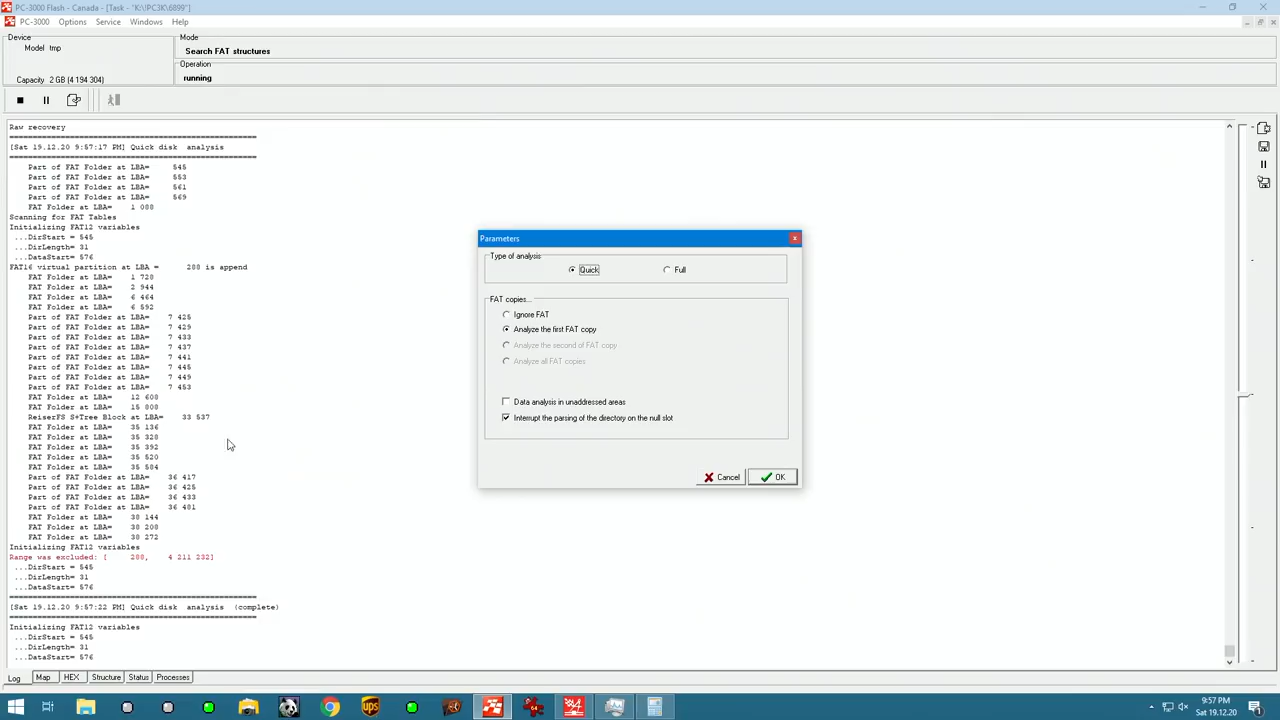 PC-3000 Flash - Canada - [Task - "K:\!PC3K\6899"]
PC-3000 Options Service Windows Help
Device
Model tmp
Capacity 2 GB (4 194 304)
Mode
Search FAT structures
Operation
running
Raw recovery
==================================================
[Sat 19.12.20 9:57:17 PM] Quick disk analysis
==================================================
Part of FAT Folder at LBA= 545
Part of FAT Folder at LBA= 553
Part of FAT Folder at LBA= 561
Part of FAT Folder at LBA= 569
FAT Folder at LBA= 1 088
Scanning for FAT Tables
Initializing FAT12 variables
...DirStart = 545
...DirLength= 31
...DataStart= 576
FAT16 virtual partition at LBA = 288 is append
FAT Folder at LBA= 1 728
FAT Folder at LBA= 2 944
FAT Folder at LBA= 6 464
FAT Folder at LBA= 6 592
Part of FAT Folder at LBA= 7 425
Part of FAT Folder at LBA= 7 429
Part of FAT Folder at LBA= 7 433
Part of FAT Folder at LBA= 7 437
Part of FAT Folder at LBA= 7 441
Part of FAT Folder at LBA= 7 445
Part of FAT Folder at LBA= 7 449
Part of FAT Folder at LBA= 7 453
FAT Folder at LBA= 12 608
FAT Folder at LBA= 15 808
ReiserFS S+Tree Block at LBA= 33 537
FAT Folder at LBA= 35 136
FAT Folder at LBA= 35 328
FAT Folder at LBA= 35 392
FAT Folder at LBA= 35 520
FAT Folder at LBA= 35 584
Part of FAT Folder at LBA= 36 417
Part of FAT Folder at LBA= 36 425
Part of FAT Folder at LBA= 36 433
Part of FAT Folder at LBA= 36 481
FAT Folder at LBA= 38 144
FAT Folder at LBA= 38 208
FAT Folder at LBA= 38 272
Initializing FAT12 variables
Range was excluded: [ 288, 4 211 232]
...DirStart = 545
...DirLength= 31
...DataStart= 576
==================================================
[Sat 19.12.20 9:57:22 PM] Quick disk analysis (complete)
==================================================
Initializing FAT12 variables
...DirStart = 545
...DirLength= 31
...DataStart= 576
Parameters
Type of analysis
Quick Full
FAT copies...
Ignore FAT
Analyze the first FAT copy
Analyze the second of FAT copy
Analyze all FAT copies
Data analysis in unaddressed areas
Interrupt the parsing of the directory on the null slot
Cancel OK
Log Map HEX Structure Status Processes
ups
64
9:57 PM
Sat 19.12.20
1